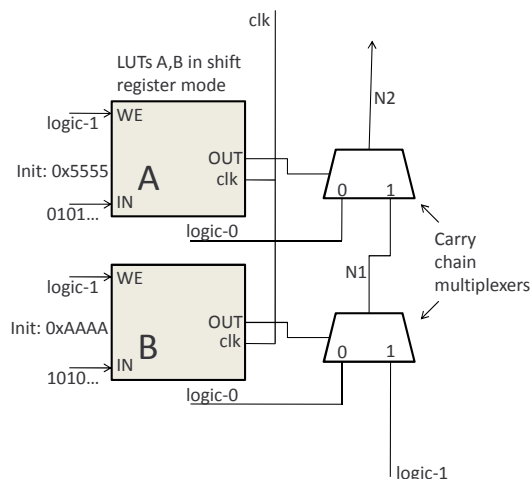 clk
LUTs A,B in shift
register mode
N2
logic-1
WE
OUT
Init: 0x5555
A
clk
0 1
IN
0101...
logic-0
Carry
chain
multiplexers
N1
logic-1
WE
Init: 0xAAAA
OUT
B
clk
0 1
IN
1010...
logic-0
logic-1